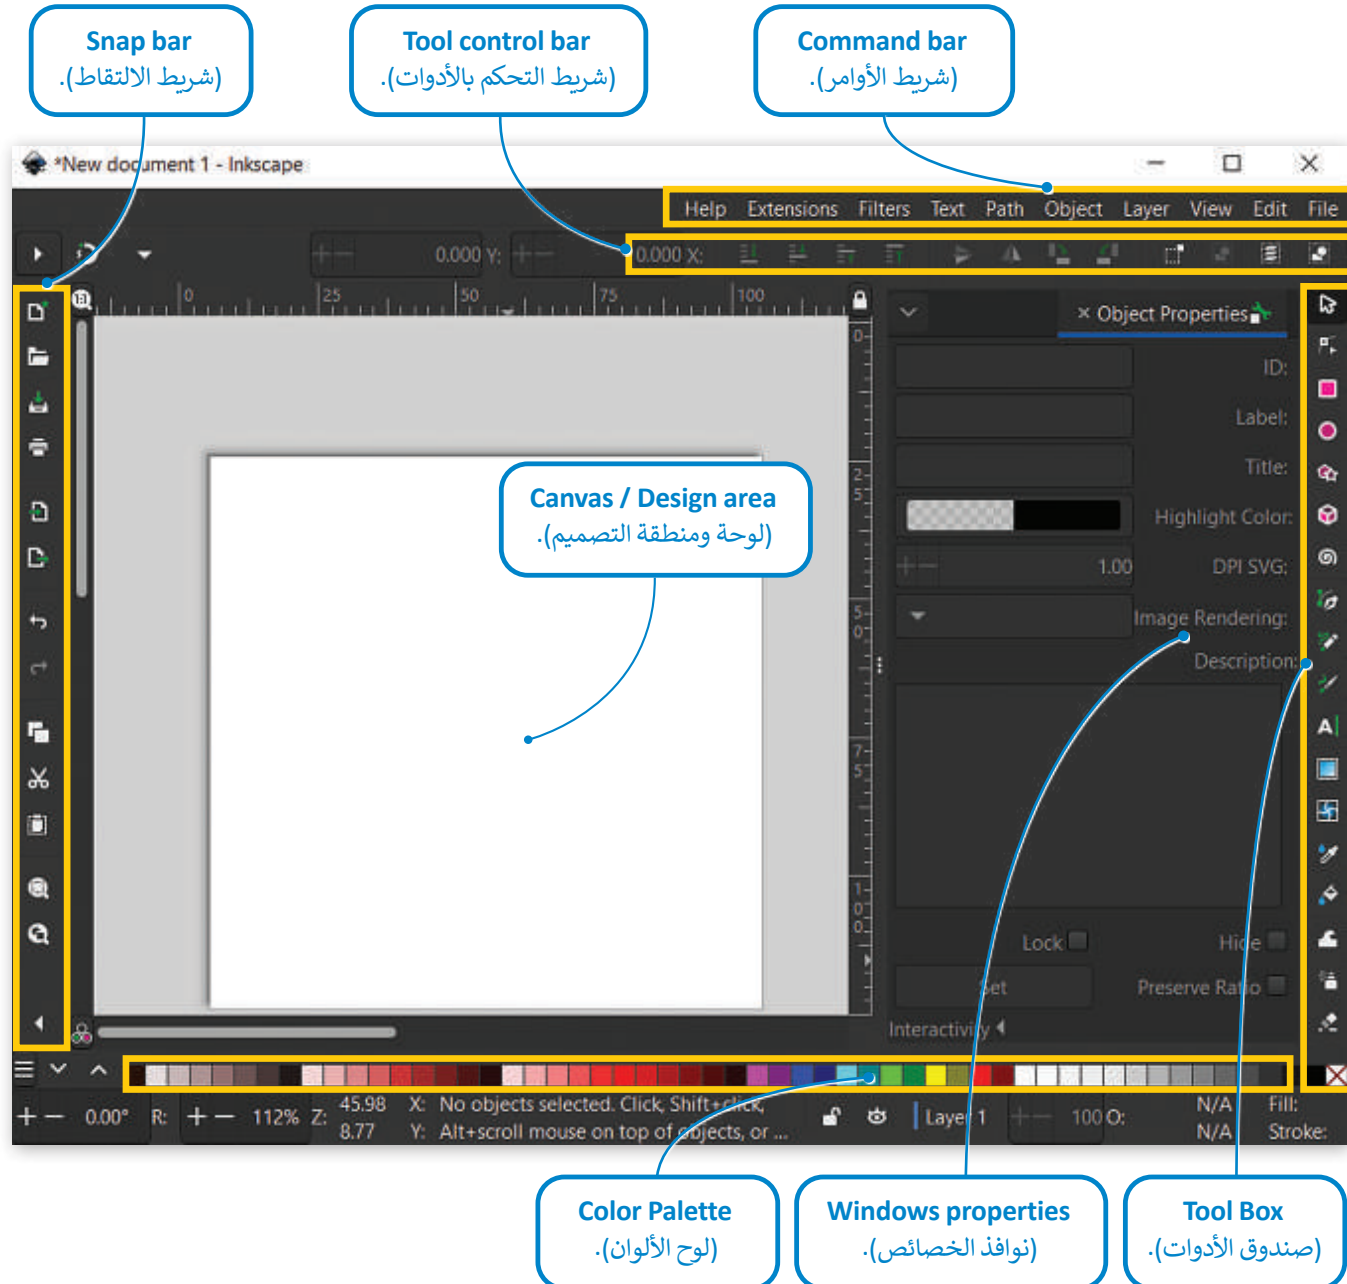 Snap bar
(شريط الالتقاط).
Tool control bar
(شريط التحكم بالأدوات).
Command bar
(شريط الأوامر).
*New document 1 - Inkscape
Help Extensions Filters Text Path Object Layer View Edit File
0.000 Y: 0.000 X:
0 25 50 75 100
× Object Properties
ID:
Label:
Title:
Highlight Color:
1.00 DPI SVG:
Image Rendering:
Description:
0
25
50
75
100
Canvas / Design area
(لوحة ومنطقة التصميم).
A
Lock Hide
Set Preserve Ratio
Interactivity
0.00° R: 112% Z: 45.98 X: No objects selected. Click, Shift+click, Layer 1 100 O: N/A Fill:
8.77 Y: Alt+scroll mouse on top of objects, or ... N/A Stroke:
Color Palette
(لوح الألوان).
Windows properties
(نوافذ الخصائص).
Tool Box
(صندوق الأدوات).